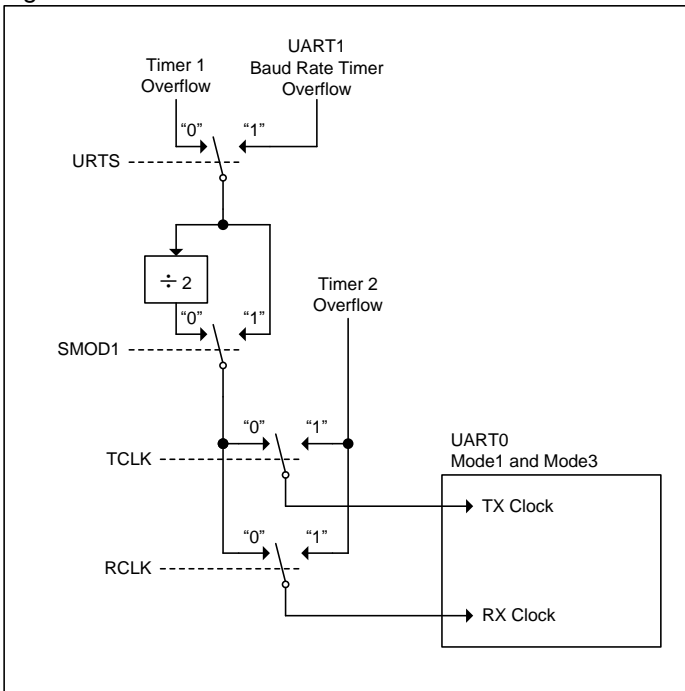 Timer 1
Overflow
UART1
Baud Rate Timer
Overflow
“0”
“1”
URTS
÷ 2
Timer 2
Overflow
“0”
“1”
SMOD1
“0”
“1”
TCLK
UART0
Mode1 and Mode3
TX Clock
“0”
“1”
RCLK
RX Clock